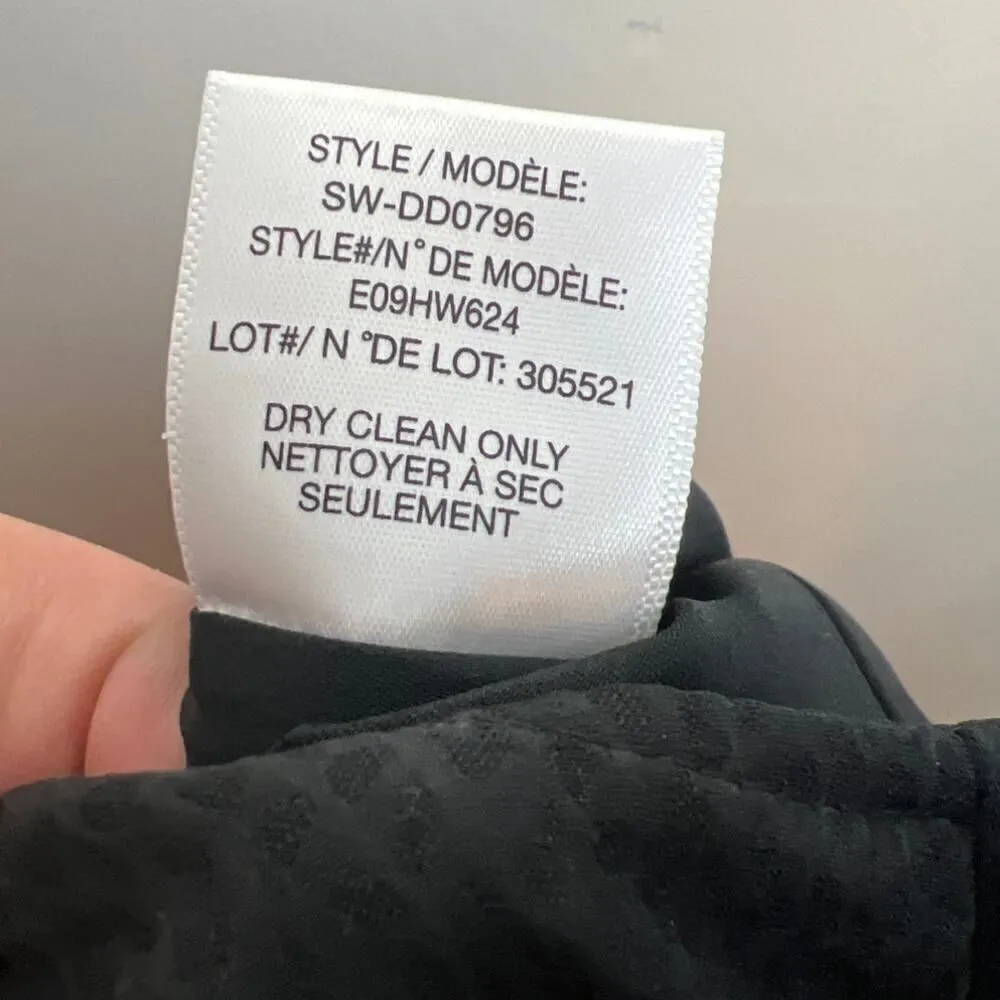 STYLE / MODÈLE:
SW-DD0796
STYLE#/N°DE MODÈLE:
E09HW624
LOT#/ N °DE LOT: 305521
DRY CLEAN ONLY
NETTOYER À SEC
SEULEMENT